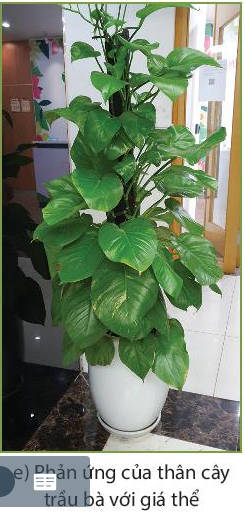 e) Phản ứng của thân cây
trầu bà với giá thể